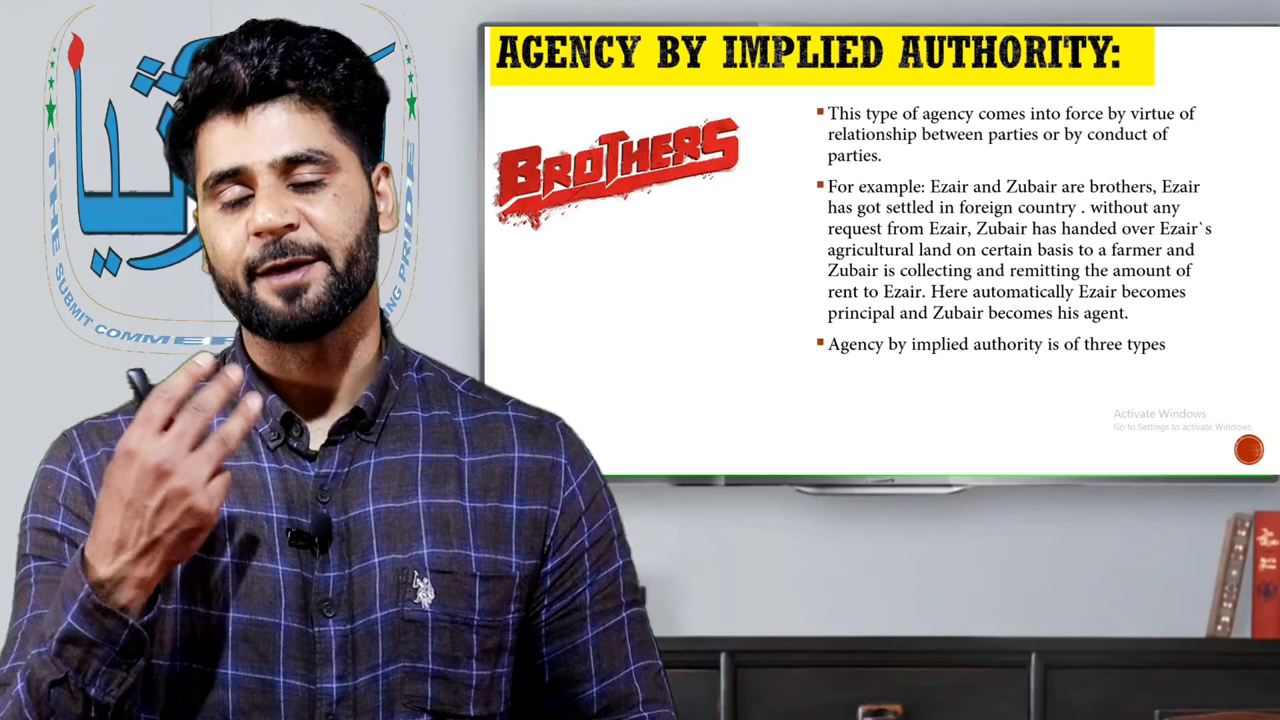 AGENCY BY IMPLIED AUTHORITY:
BROTHERS
▪ This type of agency comes into force by virtue of
relationship between parties or by conduct of
parties.
▪ For example: Ezair and Zubair are brothers, Ezair
has got settled in foreign country . without any
request from Ezair, Zubair has handed over Ezair`s
agricultural land on certain basis to a farmer and
Zubair is collecting and remitting the amount of
rent to Ezair. Here automatically Ezair becomes
principal and Zubair becomes his agent.
▪ Agency by implied authority is of three types
Activate Windows
Go to Settings to activate Windows.
THE SUBMIT COMMER
NG PRIDE